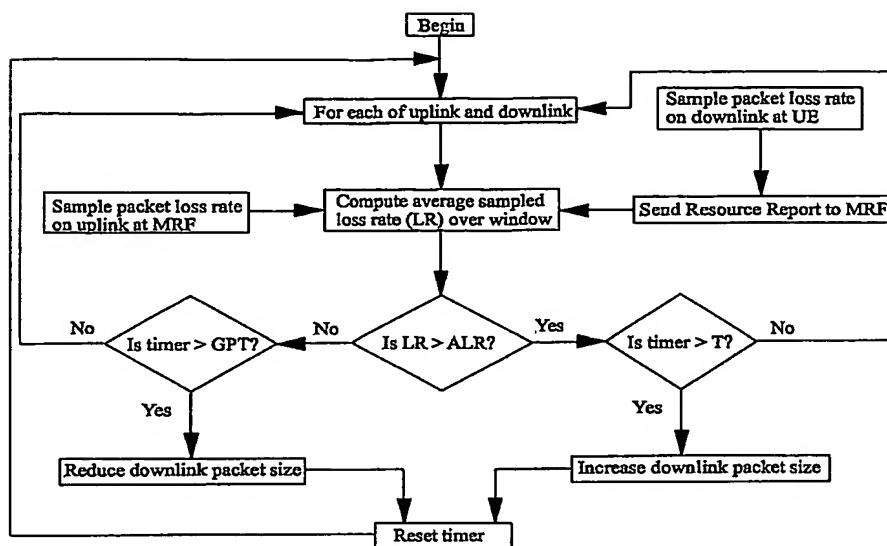 Begin
For each of uplink and downlink
Sample packet loss rate
on downlink at UE
Sample packet loss rate
on uplink at MRF
Compute average sampled
loss rate (LR) over window
Send Resource Report to MRF
No
Is timer > GPT?
No
Is LR > ALR?
Yes
Is timer > T?
No
Yes
Yes
Reduce downlink packet size
Increase downlink packet size
Reset timer